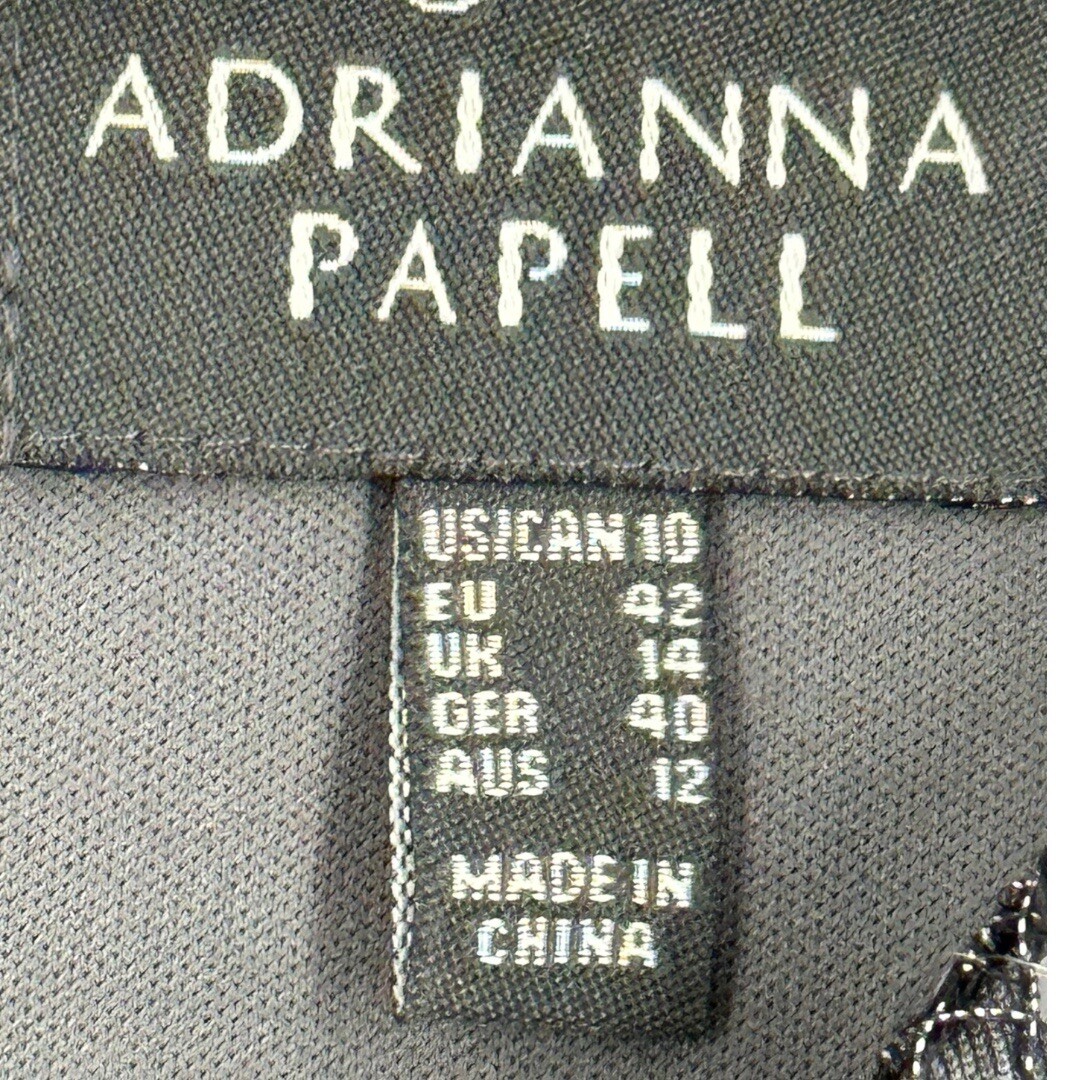 ADRIANNA
PAPELL
US/CAN 10
EU 42
UK 14
GER 40
AUS 12
MADE IN
CHINA